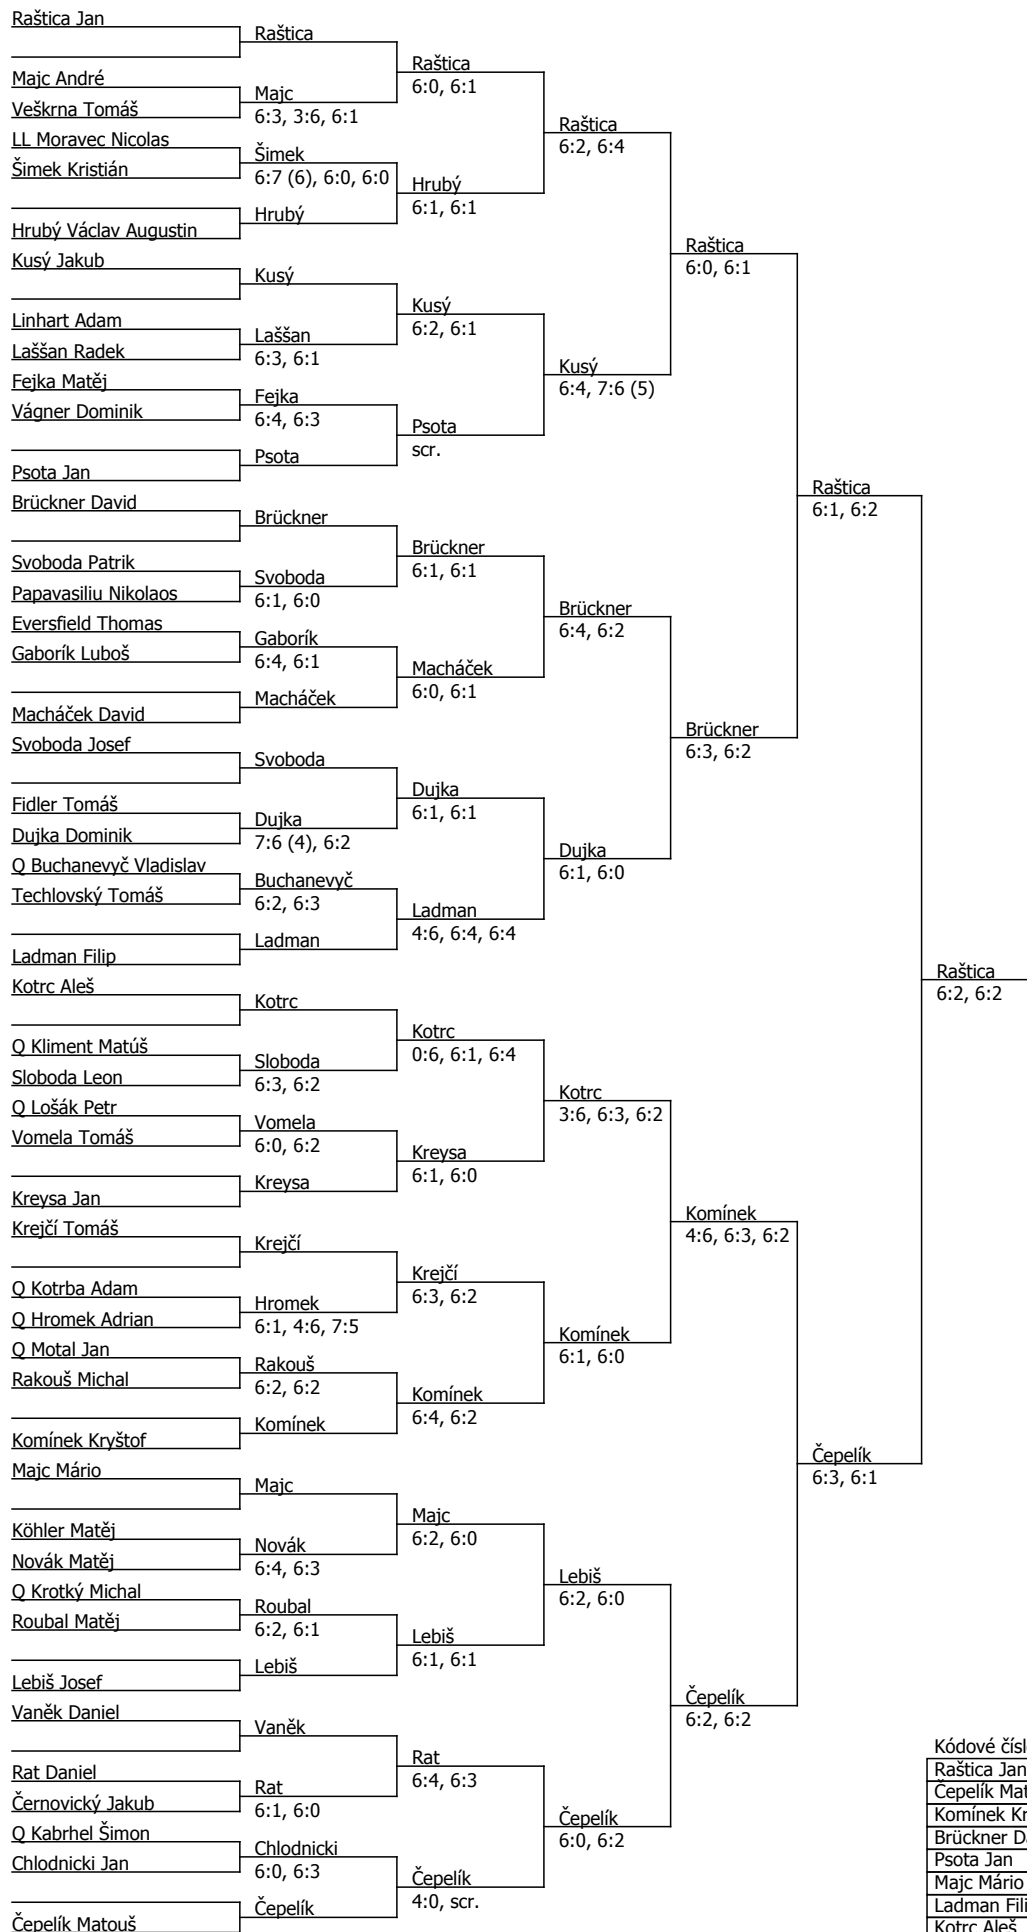 Raštica Jan
Majc André
Veškrna Tomáš
LL Moravec Nicolas
Šimek Kristián
Hrubý Václav Augustin
Kusý Jakub
Linhart Adam
Laššan Radek
Fejka Matěj
Vágner Dominik
Psota Jan
Brückner David
Svoboda Patrik
Papavasiliu Nikolaos
Eversfield Thomas
Gaborík Luboš
Macháček David
Svoboda Josef
Fidler Tomáš
Dujka Dominik
Q Buchanevyč Vladislav
Techlovský Tomáš
Ladman Filip
Kotrc Aleš
Q Kliment Matúš
Sloboda Leon
Q Lošák Petr
Vomela Tomáš
Kreysa Jan
Krejčí Tomáš
Q Kotrba Adam
Q Hromek Adrian
Q Motal Jan
Rakouš Michal
Komínek Kryštof
Majc Mário
Köhler Matěj
Novák Matěj
Q Krotký Michal
Roubal Matěj
Lebiš Josef
Vaněk Daniel
Rat Daniel
Černovický Jakub
Q Kabrhel Šimon
Chlodnicki Jan
Čepelík Matouš
Raštica
Majc
6:3, 3:6, 6:1
Šimek
6:7 (6), 6:0, 6:0
Hrubý
Kusý
Laššan
6:3, 6:1
Fejka
6:4, 6:3
Psota
Brückner
Svoboda
6:1, 6:0
Gaborík
6:4, 6:1
Macháček
Svoboda
Dujka
7:6 (4), 6:2
Buchanevyč
6:2, 6:3
Ladman
Kotrc
Sloboda
6:3, 6:2
Vomela
6:0, 6:2
Kreysa
Krejčí
Hromek
6:1, 4:6, 7:5
Rakouš
6:2, 6:2
Komínek
Majc
Novák
6:4, 6:3
Roubal
6:2, 6:1
Lebiš
Vaněk
Rat
6:1, 6:0
Chlodnicki
6:0, 6:3
Čepelík
Raštica
6:0, 6:1
Hrubý
6:1, 6:1
Kusý
6:2, 6:1
Psota
scr.
Brückner
6:1, 6:1
Macháček
6:0, 6:1
Dujka
6:1, 6:1
Ladman
4:6, 6:4, 6:4
Kotrc
0:6, 6:1, 6:4
Kreysa
6:1, 6:0
Krejčí
6:3, 6:2
Komínek
6:4, 6:2
Majc
6:2, 6:0
Lebiš
6:1, 6:1
Rat
6:4, 6:3
Čepelík
4:0, scr.
Raštica
6:2, 6:4
Kusý
6:4, 7:6 (5)
Brückner
6:4, 6:2
Dujka
6:1, 6:0
Kotrc
3:6, 6:3, 6:2
Komínek
6:1, 6:0
Lebiš
6:2, 6:0
Čepelík
6:0, 6:2
Raštica
6:0, 6:1
Brückner
6:3, 6:2
Komínek
4:6, 6:3, 6:2
Čepelík
6:2, 6:2
Raštica
6:1, 6:2
Čepelík
6:3, 6:1
Raštica
6:2, 6:2
Kódové
Raštica Jan
Čepelík
Komínek
Brückner
Psota Jan
Majc Mário
Ladman
Kotrc Aleš